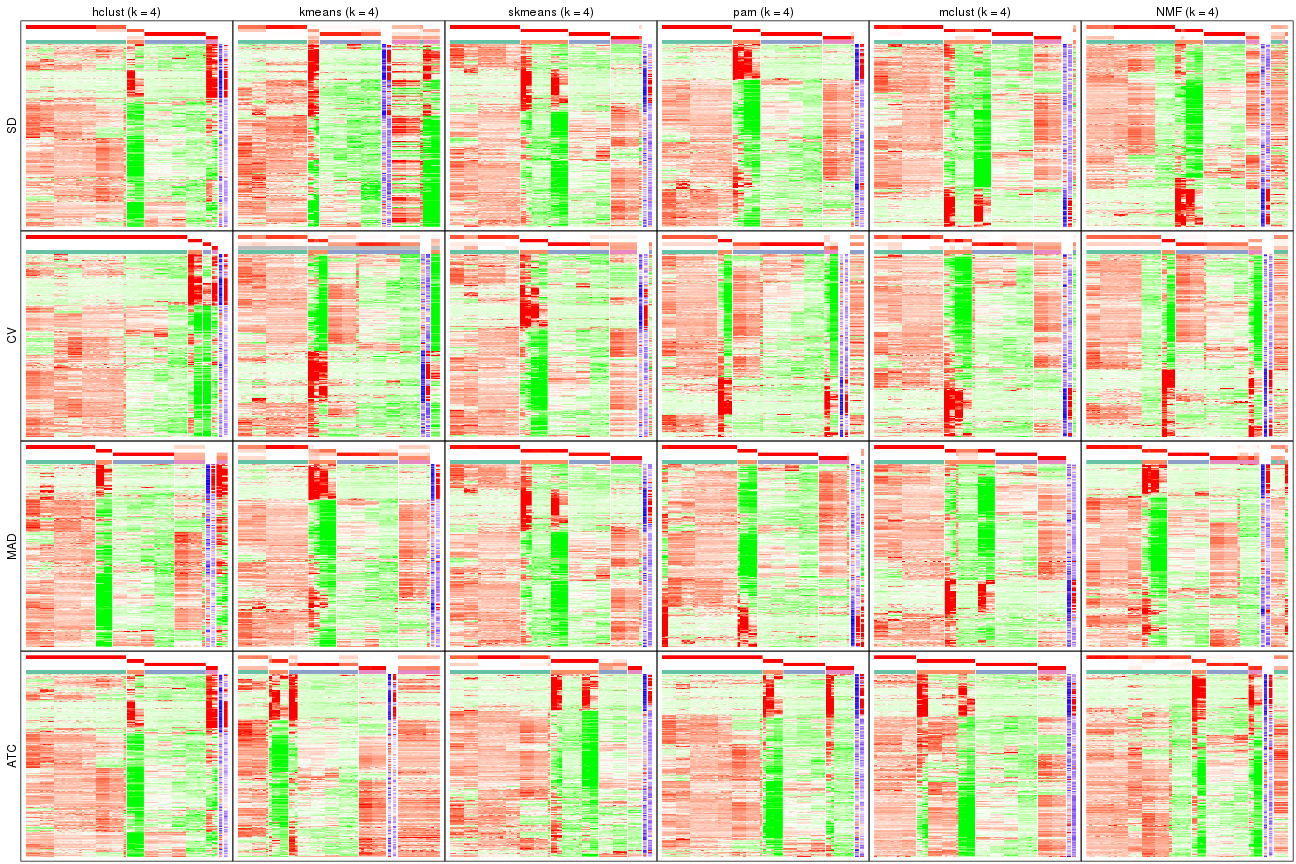 hclust (k = 4) kmeans (k = 4) skmeans (k = 4) pam (k = 4) mclust (k = 4) NMF (k = 4)
SD
CV
MAD
ATC